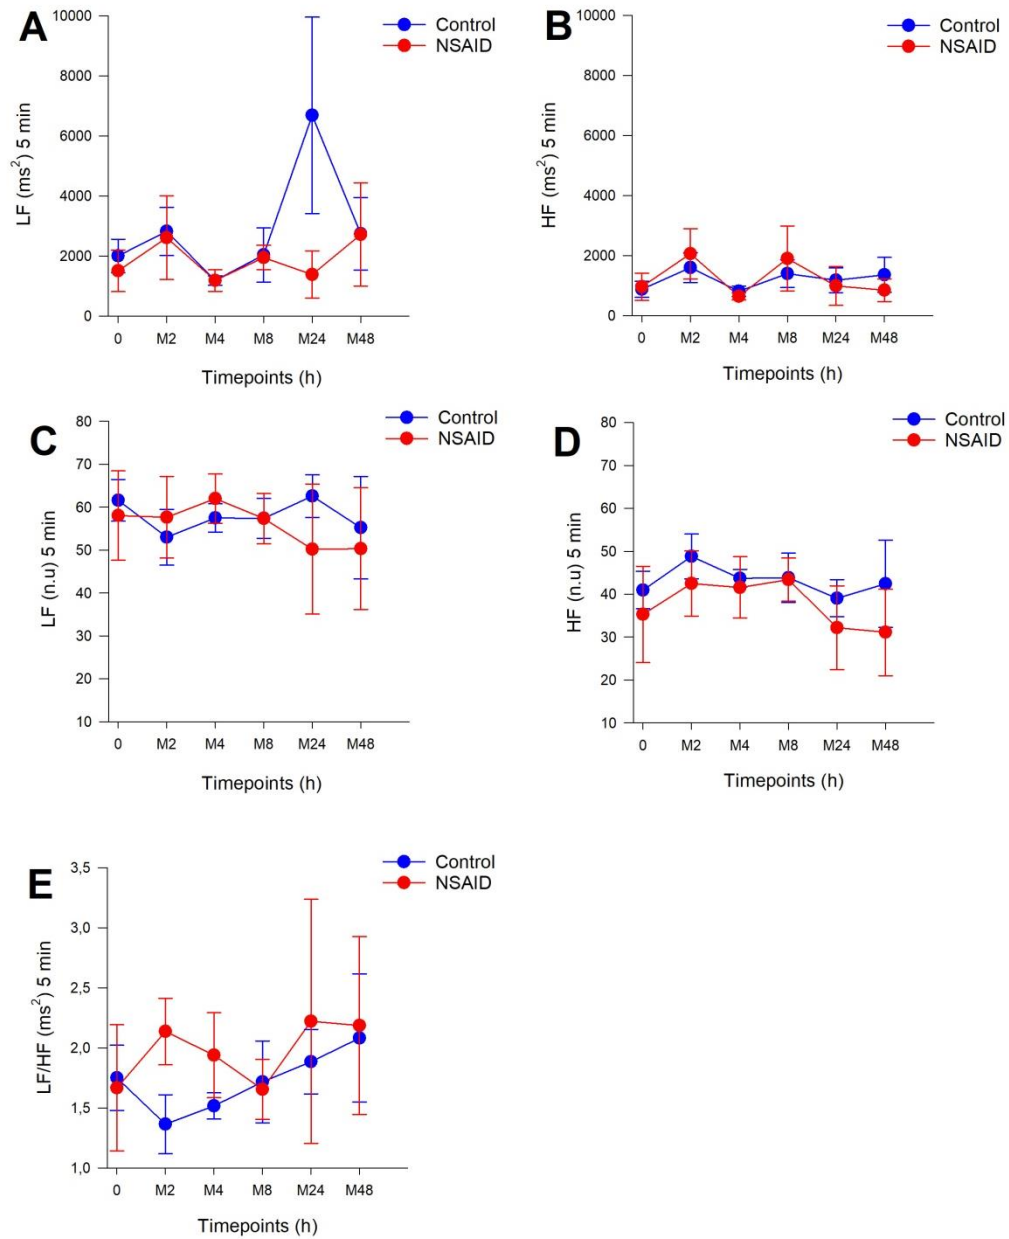 A
Control
NSAID
10000
8000
6000
4000
2000
0
LF (ms²) 5 min
0 M2 M4 M8 M24 M48
Timepoints (h)
B
Control
NSAID
10000
8000
6000
4000
2000
0
HF (ms²) 5 min
0 M2 M4 M8 M24 M48
Timepoints (h)
C
Control
NSAID
80
70
60
50
40
30
20
10
LF (n.u) 5 min
0 M2 M4 M8 M24 M48
Timepoints (h)
D
Control
NSAID
80
70
60
50
40
30
20
10
HF (n.u) 5 min
0 M2 M4 M8 M24 M48
Timepoints (h)
E
Control
NSAID
3,5
3,0
2,5
2,0
1,5
1,0
LF/HF (ms²) 5 min
0 M2 M4 M8 M24 M48
Timepoints (h)